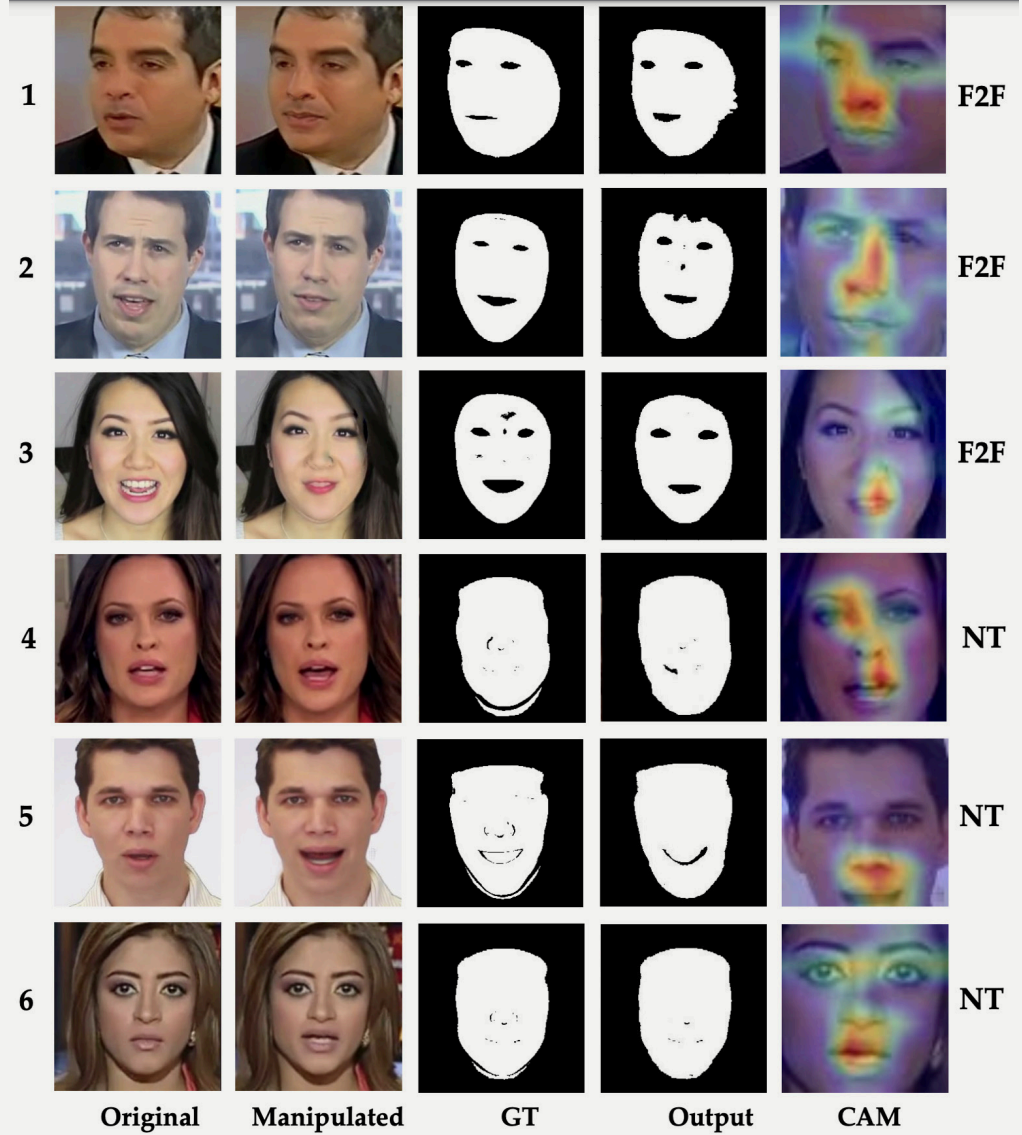 1 F2F
2 F2F
3 F2F
4 NT
5 NT
6 NT
Original Manipulated GT Output CAM